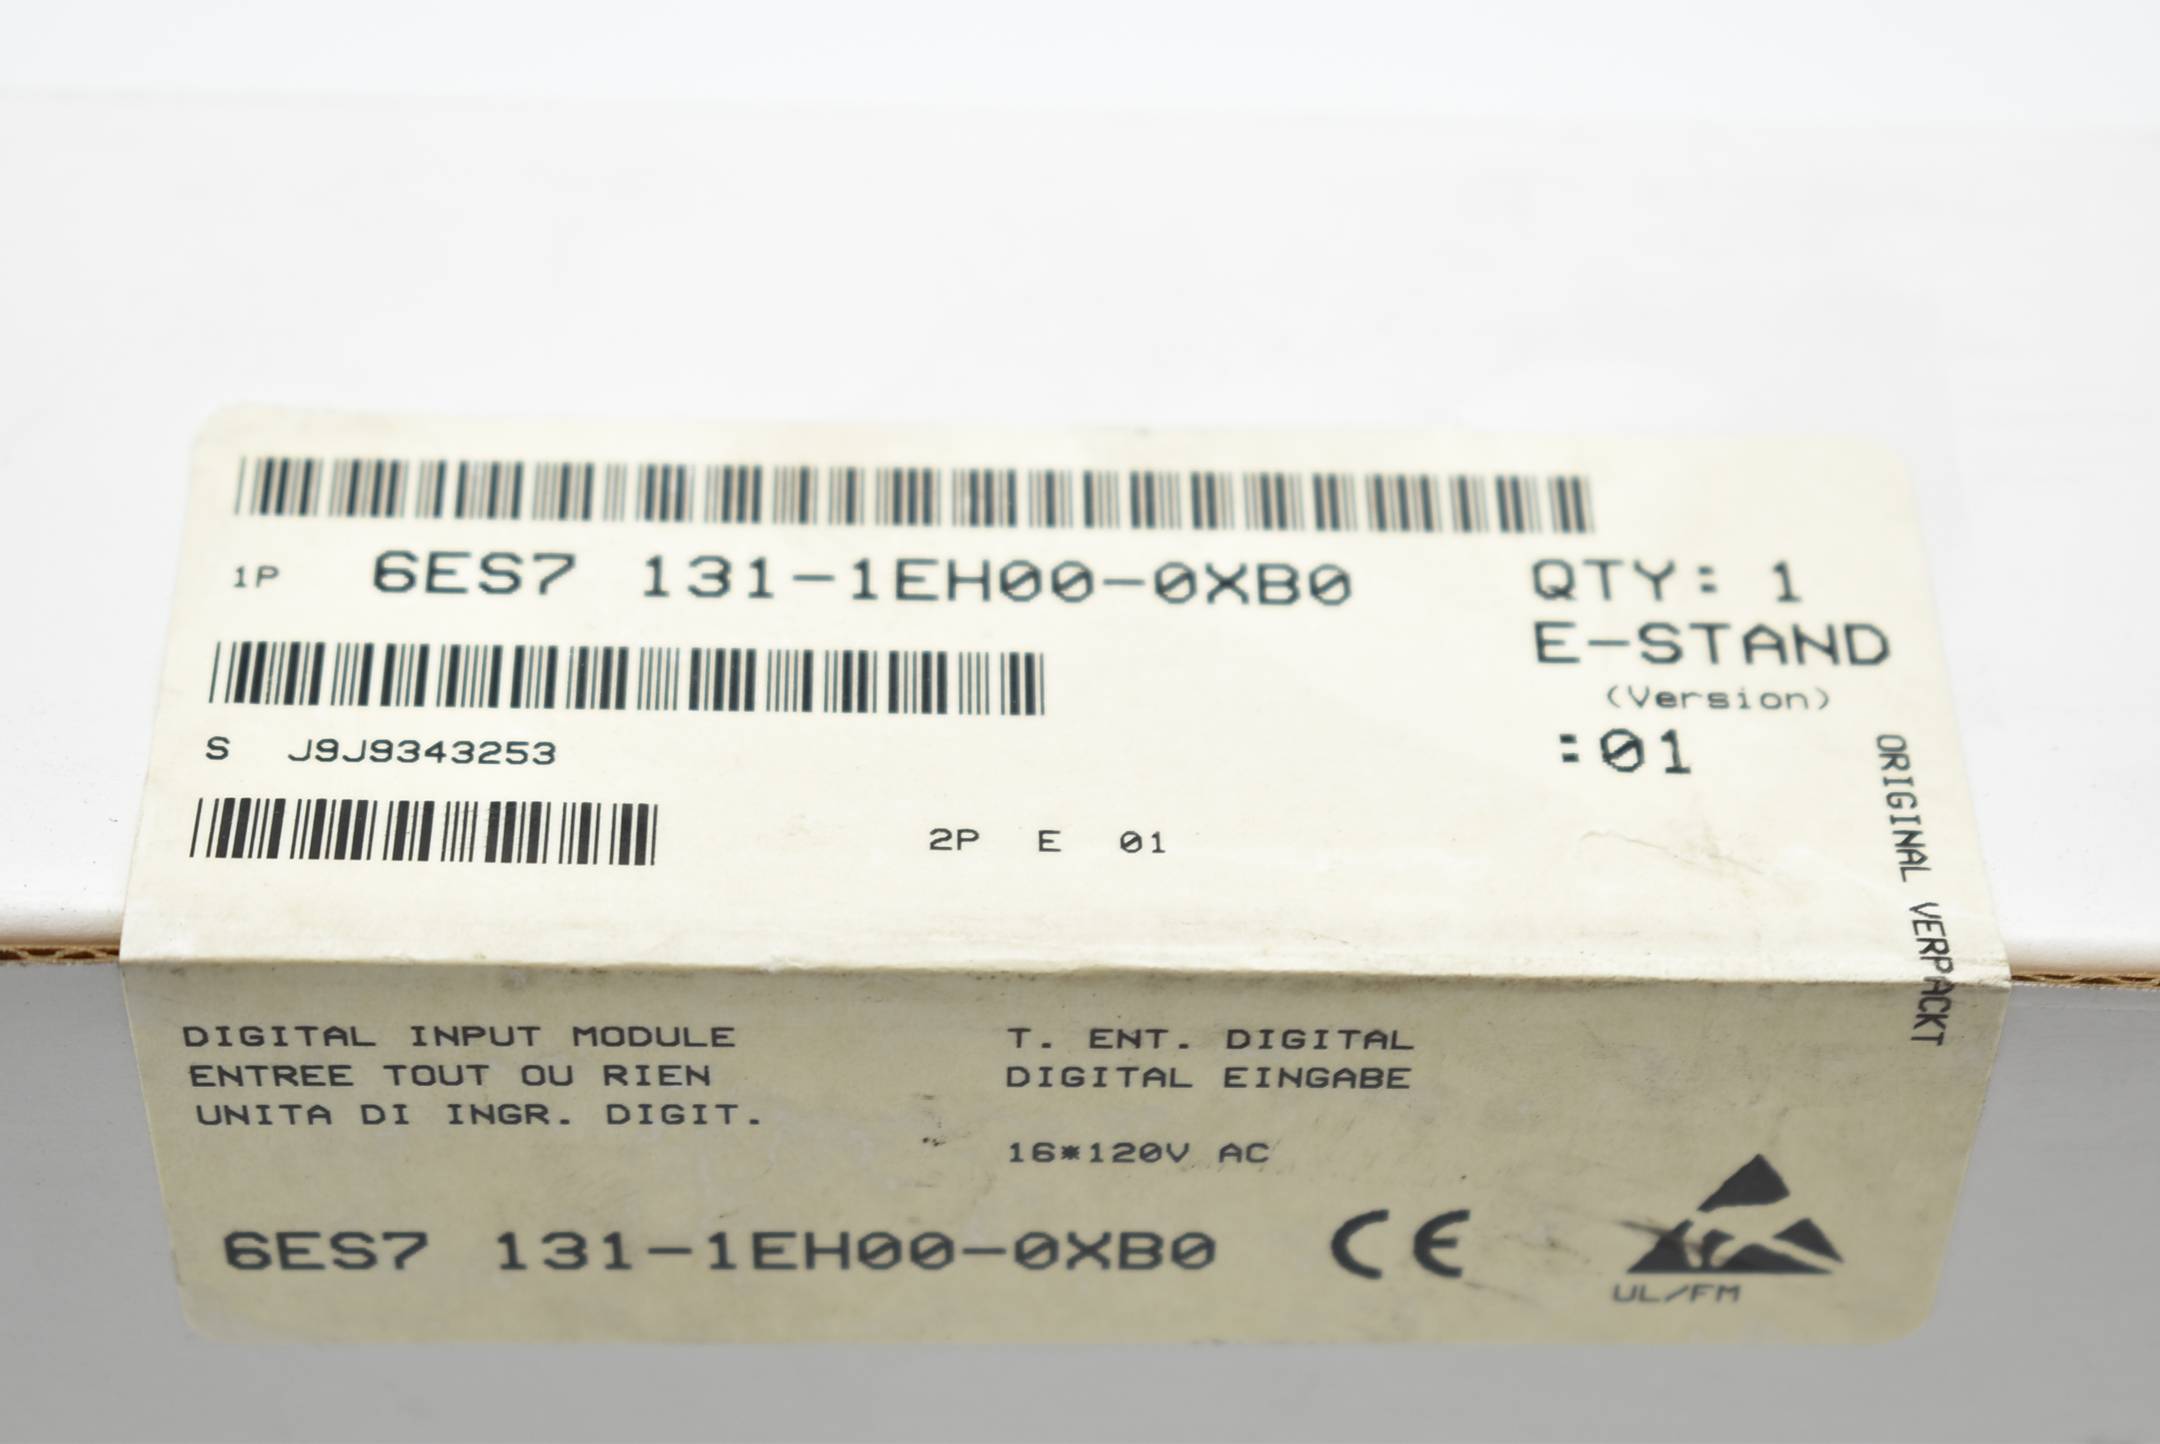 1P 6ES7 131-1EH00-0XB0
QTY: 1
E-STAND
(Version)
:01
S J9J9343253
2P E 01
ORIGINAL VERPACKT
DIGITAL INPUT MODULE
ENTREE TOUT OU RIEN
UNITA DI INGR. DIGIT.
T. ENT. DIGITAL
DIGITAL EINGABE
16*120V AC
6ES7 131-1EH00-0XB0
CE
UL/FM